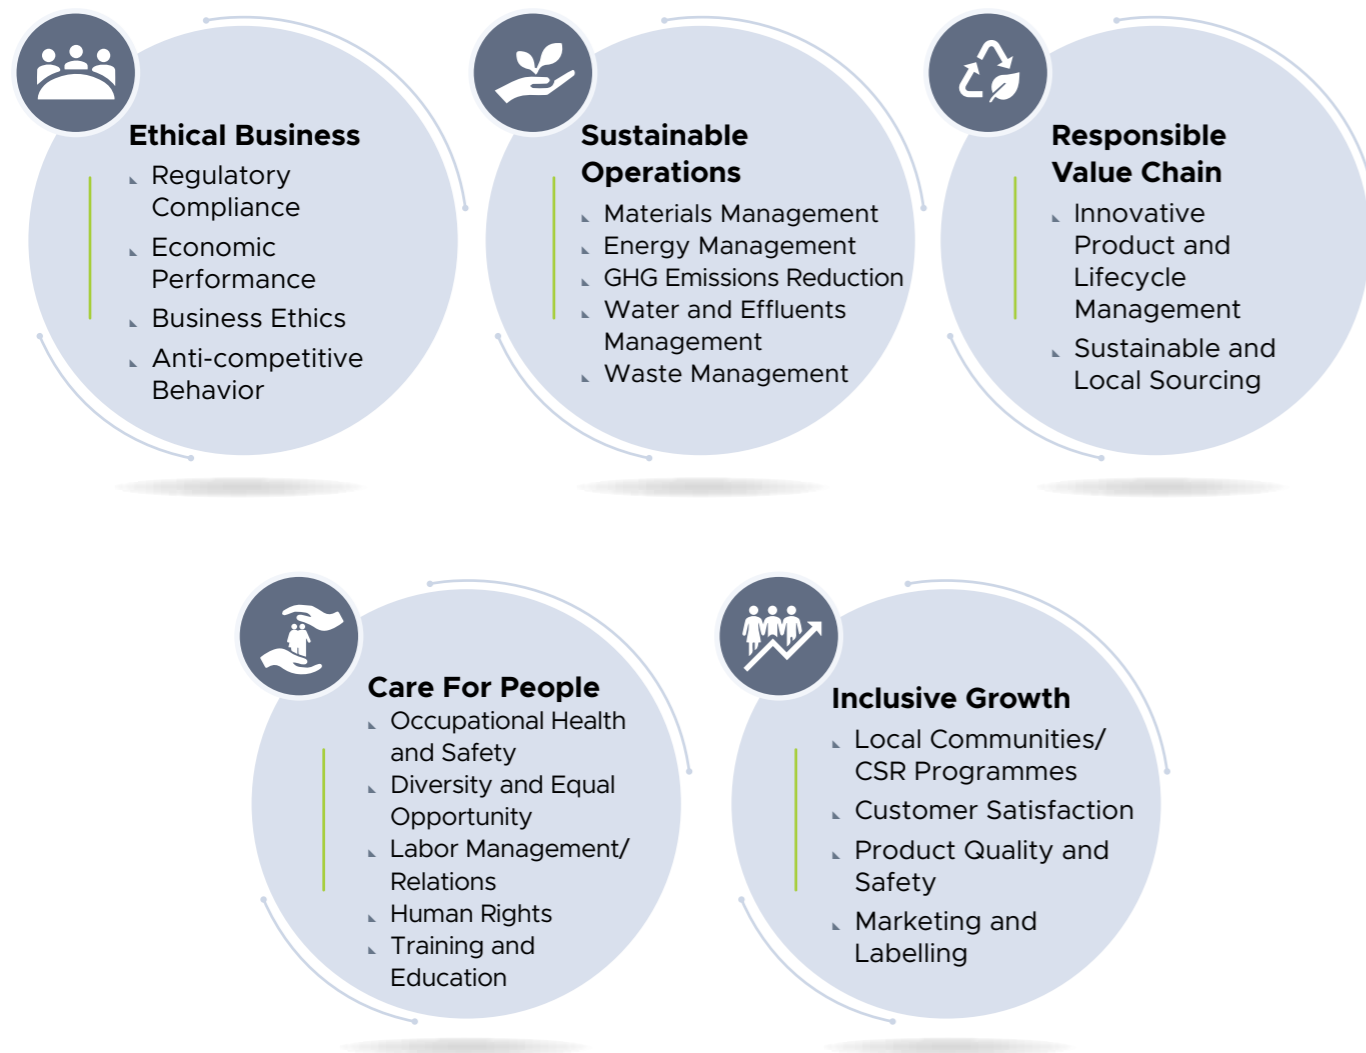 Ethical Business
Regulatory
Compliance
Economic
Performance
Business Ethics
Anti-competitive
Behavior
Sustainable
Operations
Materials Management
Energy Management
GHG Emissions Reduction
Water and Effluents
Management
Waste Management
Responsible
Value Chain
Innovative
Product and
Lifecycle
Management
Sustainable and
Local Sourcing
Care For People
Occupational Health
and Safety
Diversity and Equal
Opportunity
Labor Management/
Relations
Human Rights
Training and
Education
Inclusive Growth
Local Communities/
CSR Programmes
Customer Satisfaction
Product Quality and
Safety
Marketing and
Labelling